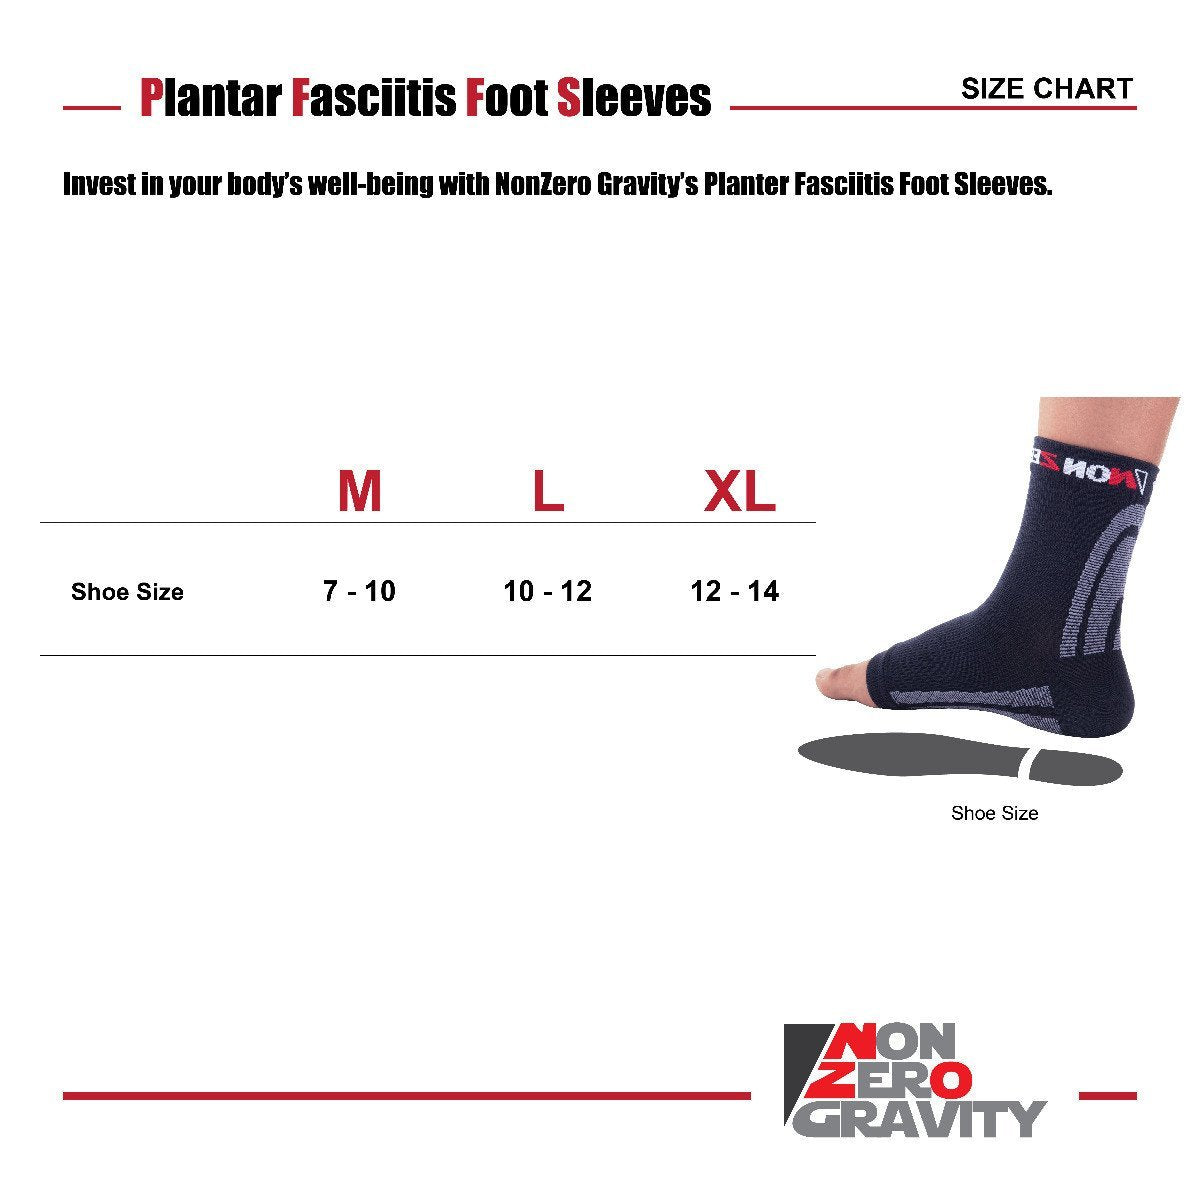 Plantar Fasciitis Foot Sleeves
SIZE CHART
Invest in your body's well-being with NonZero Gravity's Planter Fasciitis Foot Sleeves.
M L XL
Shoe Size 7 - 10 10 - 12 12 - 14
NON
Shoe Size
NON
ZERO
GRAVITY